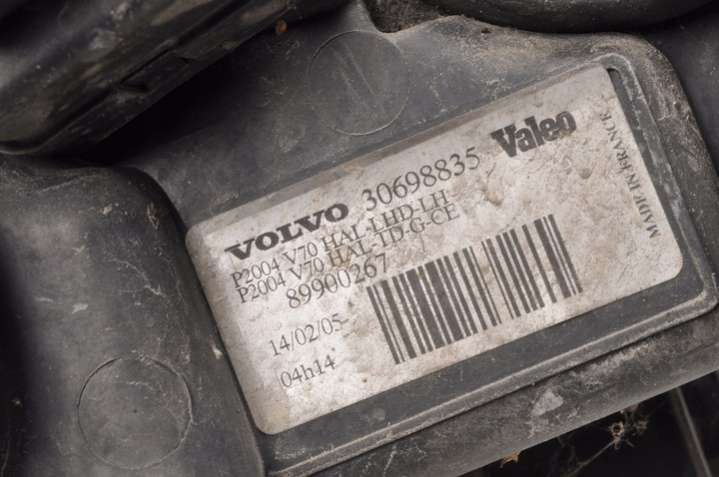 VOLVO 30698835 Valeo
P2004 V70 HAL-LHD-LH
P2004 V70 HAL-TD-G-CE
89900267
14/02/05
04h14
MADE IN FRANCE